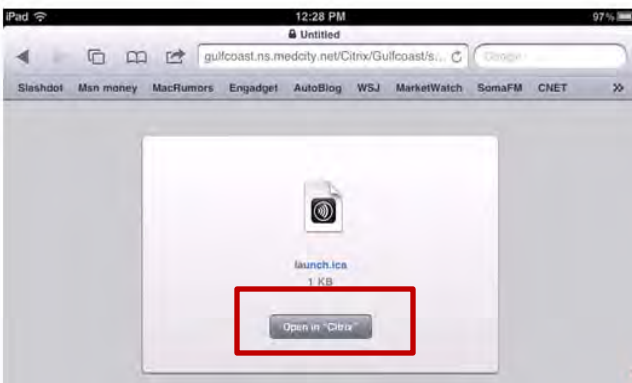 iPad 12:28 PM 97%
Untitled
gulfcoast.ns.medcity.net/Citrix/Gulfcoast/s... Google
Slashdot Msn money MacRumors Engadget AutoBlog WSJ MarketWatch SomaFM CNET »
launch.ica
1 KB
Open in "Citrix"